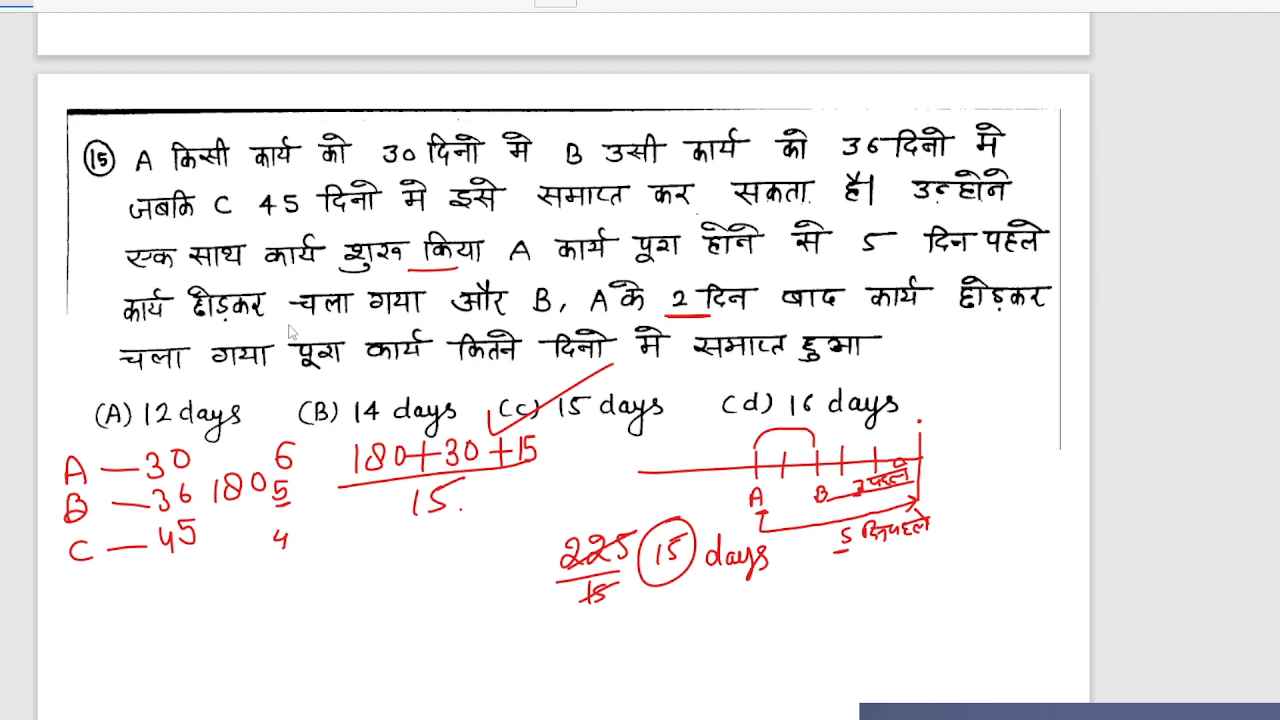 (15) A किसी कार्य को 30 दिनो मे B उसी कार्य को 36 दिनो मे
जबकि C 45 दिनो मे इसे समाप्त कर सकता है। उन्होने
एक साथ कार्य शुरू किया A कार्य पूरा होने से 5 दिन पहले
कार्य छोड़कर चला गया और B, A के 2 दिन बाद कार्य छोड़कर
चला गया पूरा कार्य कितने दिनो मे समाप्त हुआ
(A) 12 days (B) 14 days (C) 15 days (d) 16 days
A — 30 6
B — 36 180 5
C — 45 4
180+30+15
15
A B 3 पहले
5 दिन पहले
225
15
15 days